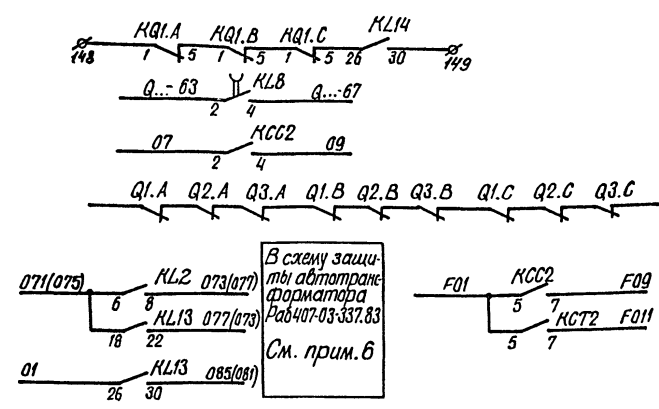 KQ1.A KQ1.B KQ1.C KL14
148 1 5 1 5 1 5 26 30 149
Q...-63 KL8 Q...-67
2 4
07 KCC2 09
2 4
Q1.A Q2.A Q3.A Q1.B Q2.B Q3.B Q1.C Q2.C Q3.C
071(075) KL2 073(077)
6 8
KL13 077(073)
18 22
01 KL13 085(081)
26 30
В схему защи-
ты автотранс-
форматора
Раб407-03-337.83
См. прим.6
F01 KCC2 F09
5 7
KCT2 F011
5 7